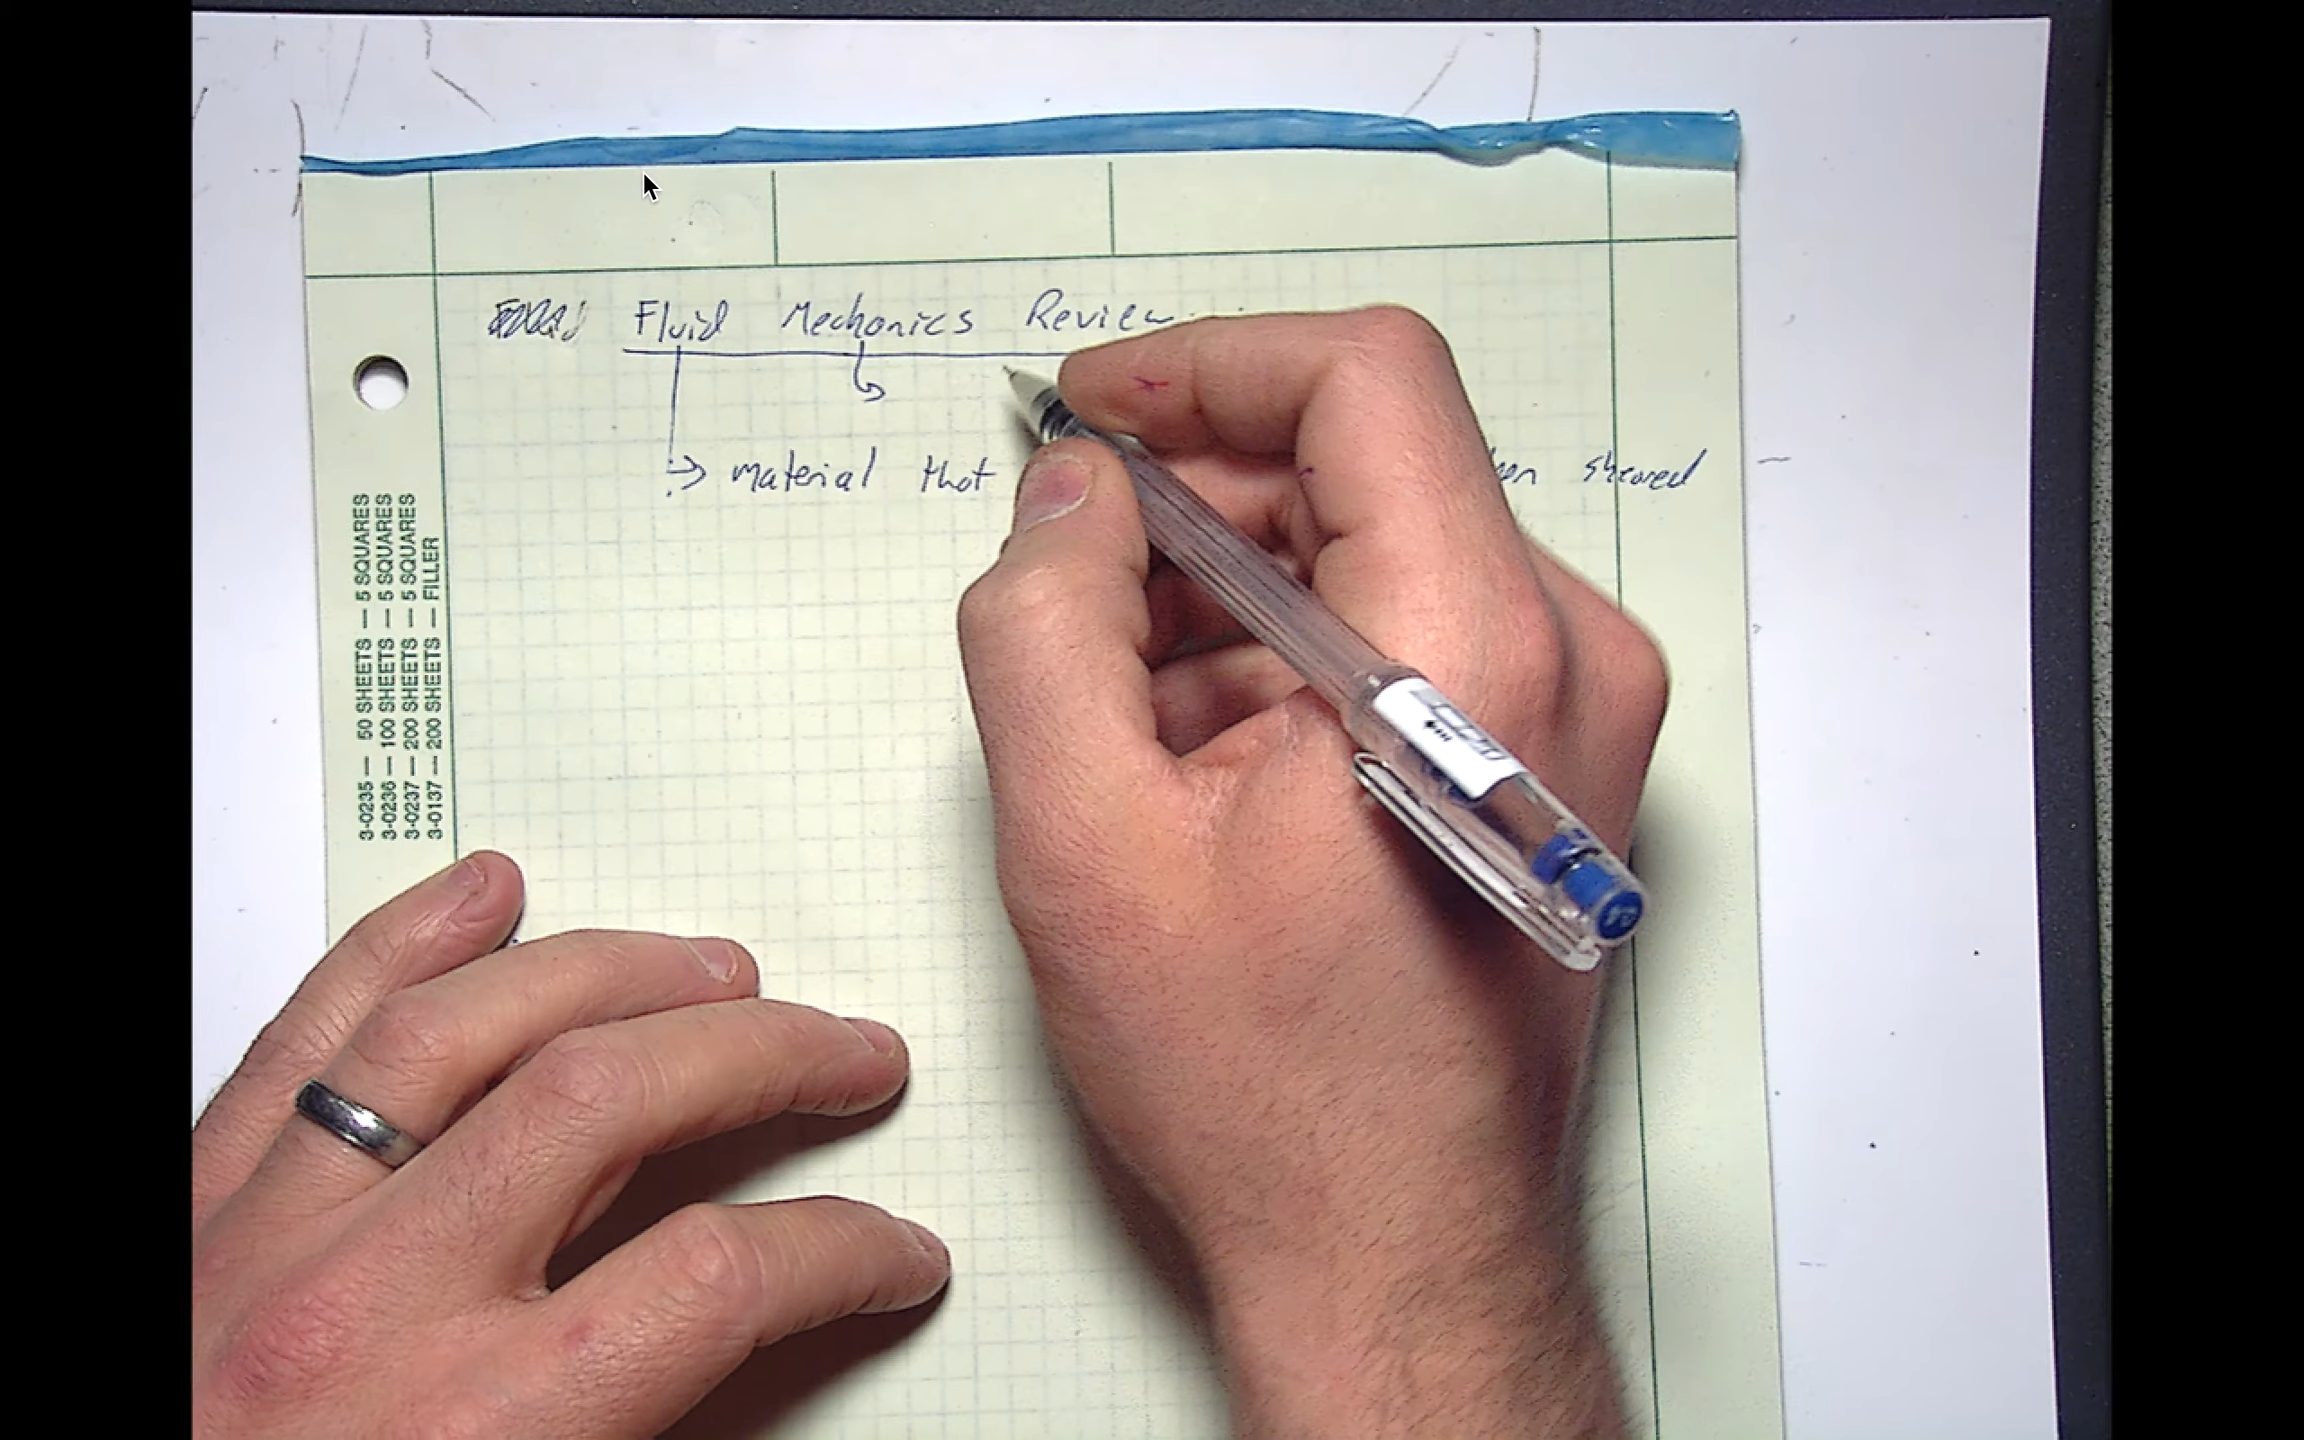 Fluid Mechanics Review
material that sheared
3-0235 — 50 SHEETS — 5 SQUARES
3-0236 — 100 SHEETS — 5 SQUARES
3-0237 — 200 SHEETS — 5 SQUARES
3-0137 — 200 SHEETS — FILLER